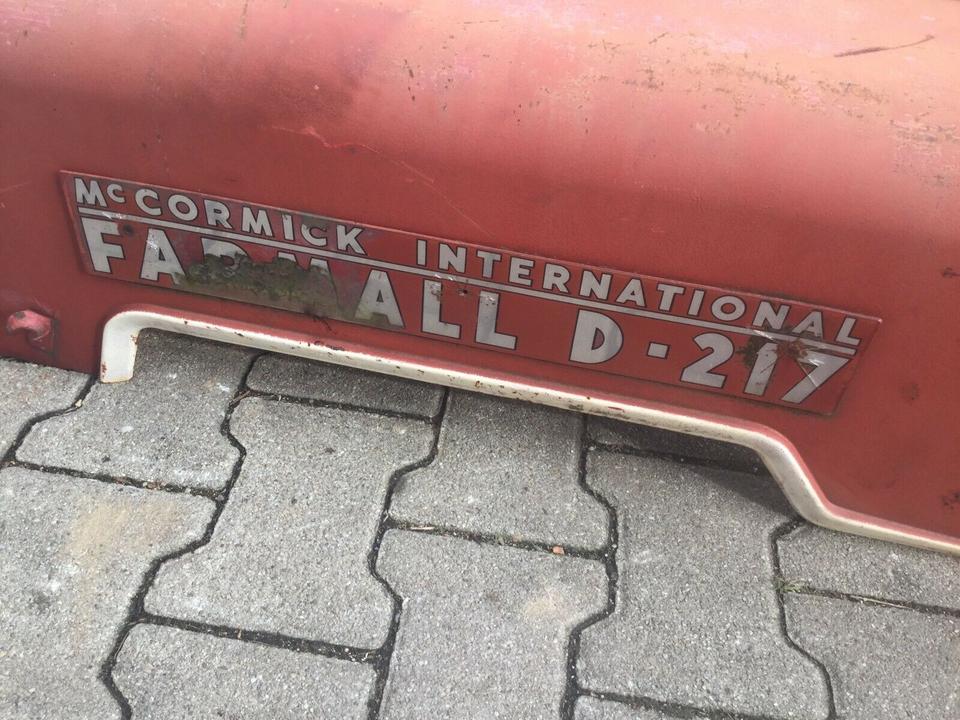 McCORMICK INTERNATIONAL
FARMALL D-217